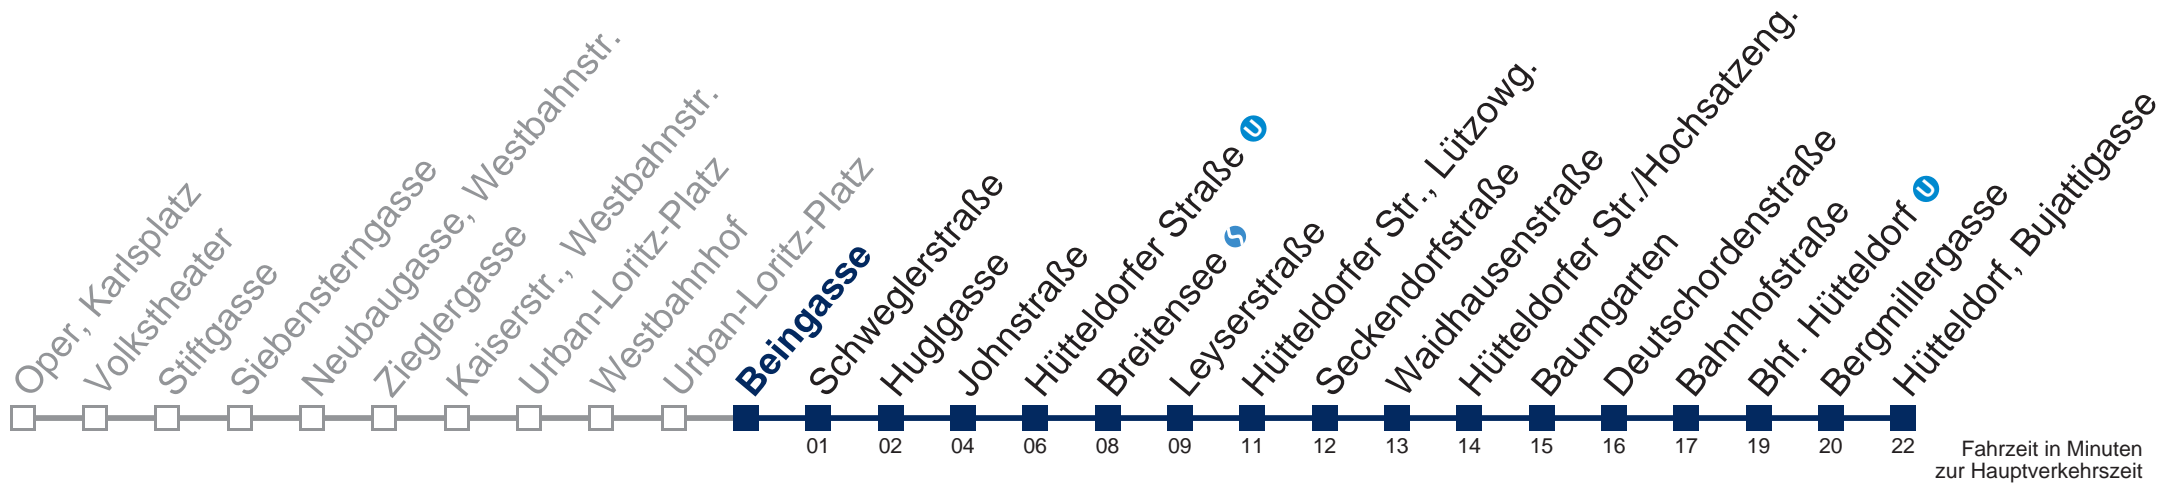 Oper, Karlsplatz
Volkstheater
Stiftgasse
Siebensterngasse
Neubaugasse, Westbahnstr.
Zieglergasse
Kaiserstr., Westbahnstr.
Urban-Loritz-Platz
Westbahnhof
Urban-Loritz-Platz
Beingasse
Schweglerstraße
Huglgasse
Johnstraße
Hütteldorfer Straße U
Breitensee S
Leyserstraße
Hütteldorfer Str., Lützowg.
Seckendorfstraße
Waidhausenstraße
Hütteldorfer Str./Hochsatzeng.
Baumgarten
Deutschordenstraße
Bahnhofstraße
Bhf. Hütteldorf U
Bergmillergasse
Hütteldorf, Bujattigasse
01 02 04 06 08 09 11 12 13 14 15 16 17 19 20 22
Fahrzeit in Minuten
zur Hauptverkehrszeit